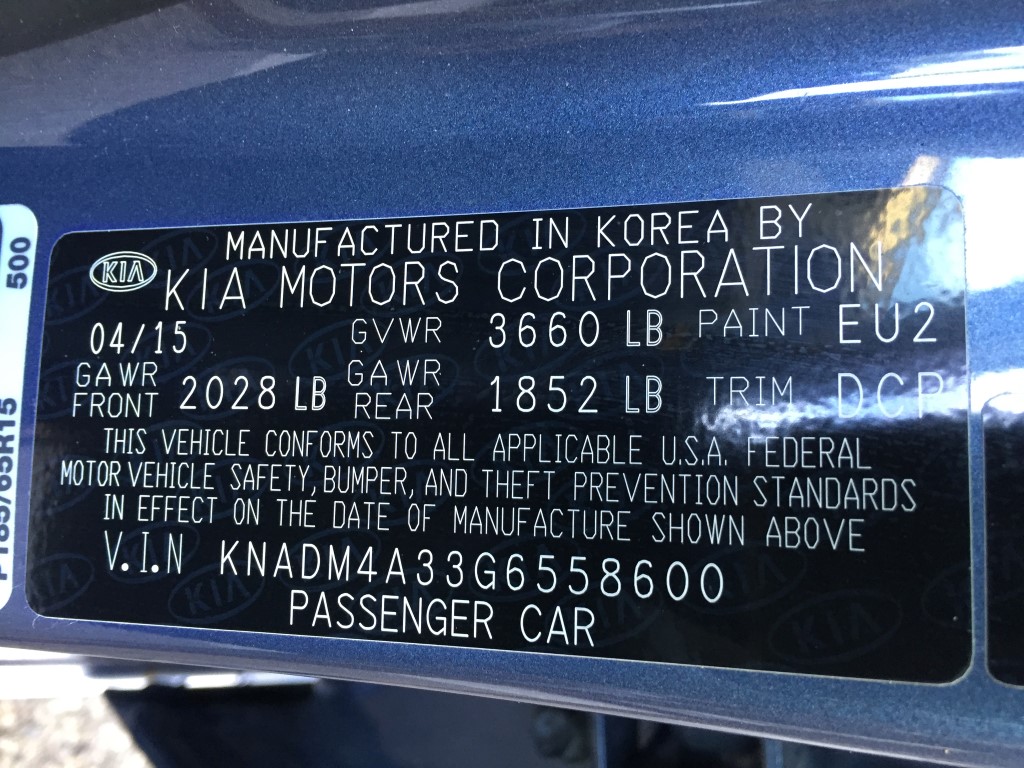 MANUFACTURED IN KOREA BY
KIA KIA MOTORS CORPORATION
04/15 GVWR 3660 LB PAINT EU2
GAWR FRONT 2028 LB GAWR REAR 1852 LB TRIM DCP
THIS VEHICLE CONFORMS TO ALL APPLICABLE U.S.A. FEDERAL
MOTOR VEHICLE SAFETY, BUMPER, AND THEFT PREVENTION STANDARDS
IN EFFECT ON THE DATE OF MANUFACTURE SHOWN ABOVE
V.I.N KNADM4A33G6558600
PASSENGER CAR
P185/65R15 500